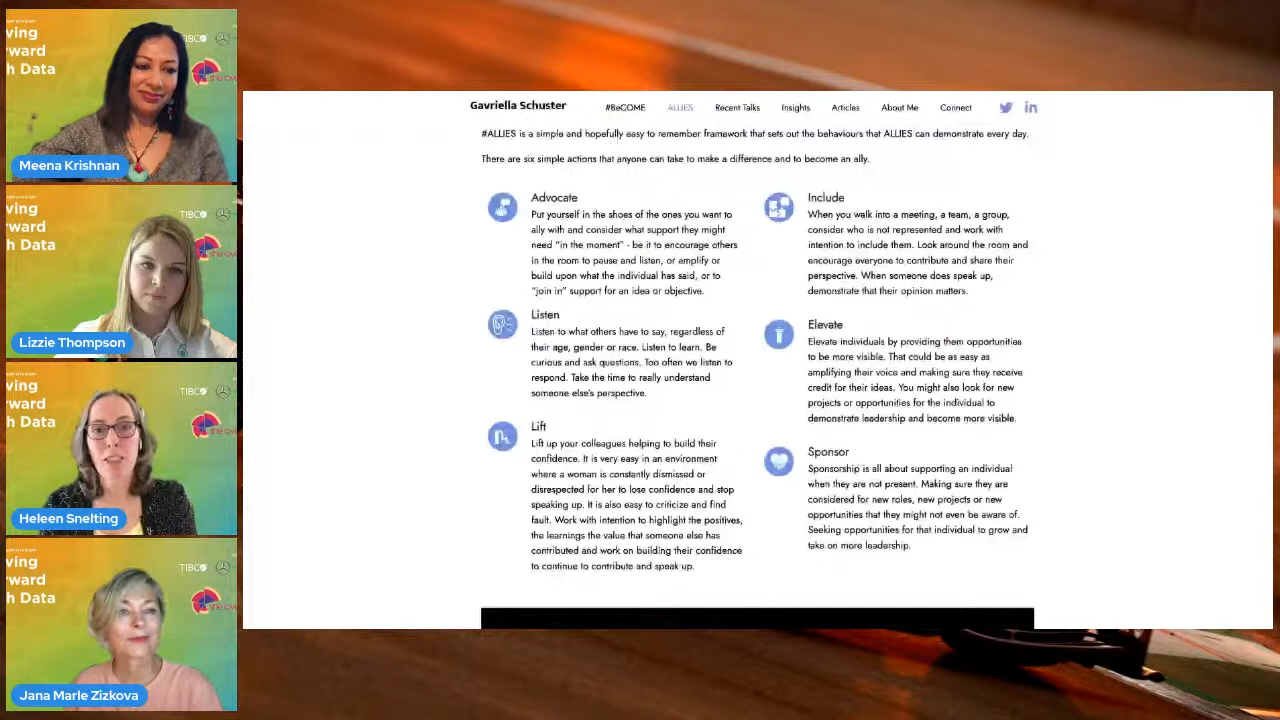 ving
rward
h Data
TIBCO
Meena Krishnan
ving
rward
h Data
TIBCO
Lizzie Thompson
ving
rward
h Data
TIBCO
Heleen Snelting
ving
rward
h Data
TIBCO
Jana Marle Zizkova
Gavriella Schuster
#BeCOME ALLIES Recent Talks Insights Articles About Me Connect
#ALLIES is a simple and hopefully easy to remember framework that sets out the behaviours that ALLIES can demonstrate every day.
There are six simple actions that anyone can take to make a difference and to become an ally.
Advocate
Put yourself in the shoes of the ones you want to
ally with and consider what support they might
need "in the moment" - be it to encourage others
in the room to pause and listen, or amplify or
build upon what the individual has said, or to
"join in" support for an idea or objective.
Listen
Listen to what others have to say, regardless of
their age, gender or race. Listen to learn. Be
curious and ask questions. Too often we listen to
respond. Take the time to really understand
someone else's perspective.
Lift
Lift up your colleagues helping to build their
confidence. It is very easy in an environment
where a woman is constantly dismissed or
disrespected for her to lose confidence and stop
speaking up. It is also easy to criticize and find
fault. Work with intention to highlight the positives,
the learnings the value that someone else has
contributed and work on building their confidence
to continue to contribute and speak up.
Include
When you walk into a meeting, a team, a group,
consider who is not represented and work with
intention to include them. Look around the room and
encourage everyone to contribute and share their
perspective. When someone does speak up,
demonstrate that their opinion matters.
Elevate
Elevate individuals by providing them opportunities
to be more visible. That could be as easy as
amplifying their voice and making sure they receive
credit for their ideas. You might also look for new
projects or opportunities for the individual to
demonstrate leadership and become more visible.
Sponsor
Sponsorship is all about supporting an individual
when they are not present. Making sure they are
considered for new roles, new projects or new
opportunities that they might not even be aware of.
Seeking opportunities for that individual to grow and
take on more leadership.